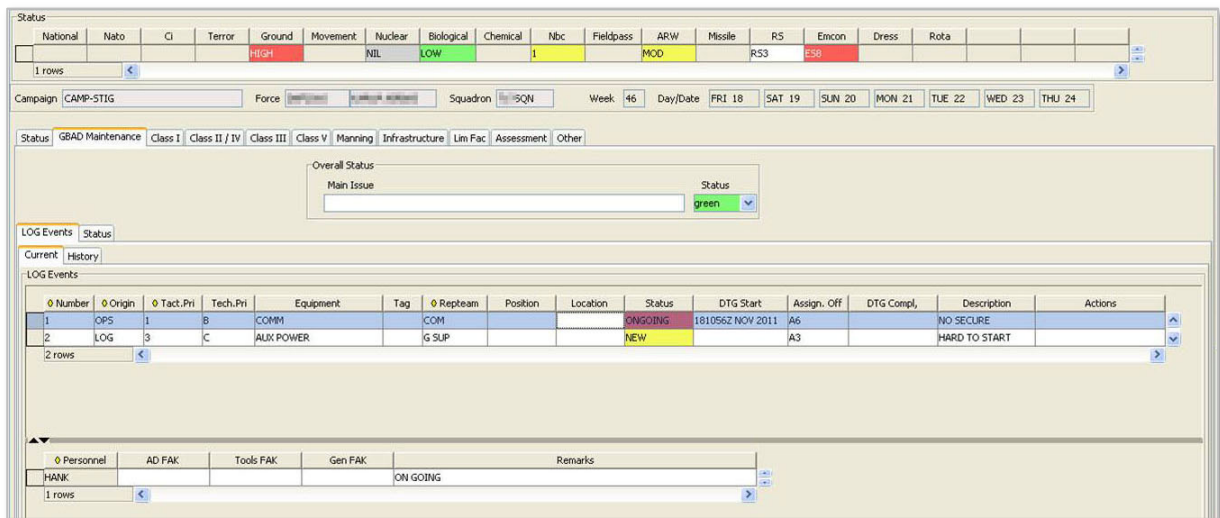 Status
National Nato Ci Terror Ground Movement Nuclear Biological Chemical Nbc Fieldpass ARW Missile RS Emcon Dress Rota
HIGH NIL LOW 1 MOD RS3 ES8
1 rows
Campaign CAMP-STIG Force Squadron SQN Week 46 Day/Date FRI 18 SAT 19 SUN 20 MON 21 TUE 22 WED 23 THU 24
Status GBAD Maintenance Class I Class II / IV Class III Class V Manning Infrastructure Lim Fac Assessment Other
Overall Status
Main Issue Status
green
LOG Events Status
Current History
LOG Events
Number Origin Tact.Pri Tech.Pri Equipment Tag Repteam Position Location Status DTG Start Assign. Off DTG Compl, Description Actions
1 OPS 1 B COMM COM ONGOING 181056Z NOV 2011 A6 NO SECURE
2 LOG 3 C AUX POWER G SUP NEW A3 HARD TO START
2 rows
Personnel AD FAK Tools FAK Gen FAK Remarks
HANK ON GOING
1 rows